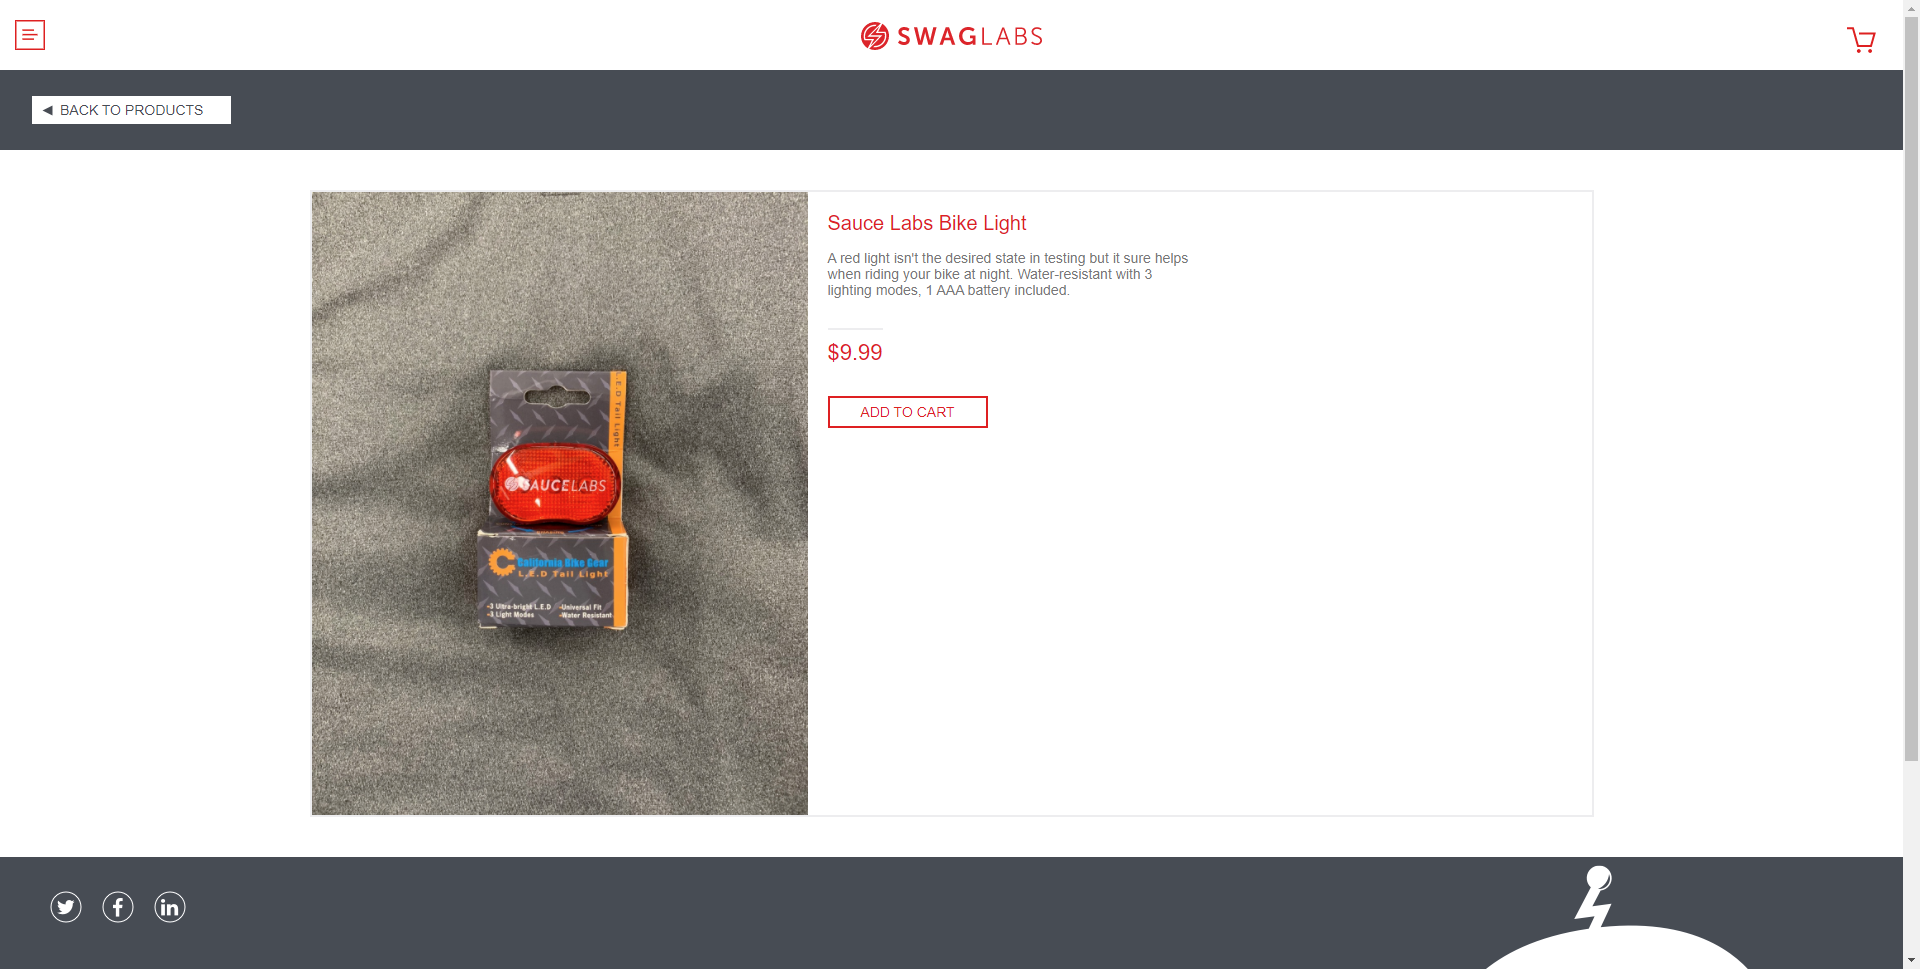 SWAGLABS
BACK TO PRODUCTS
Sauce Labs Bike Light
A red light isn't the desired state in testing but it sure helps
when riding your bike at night. Water-resistant with 3
lighting modes, 1 AAA battery included.
$9.99
ADD TO CART
L.E.D Tail Light
SAUCELABS
California Bike Gear
L.E.D Tail Light
-3 Ultra-bright L.E.D -Universal Fit
-3 Light Modes -Water Resistant